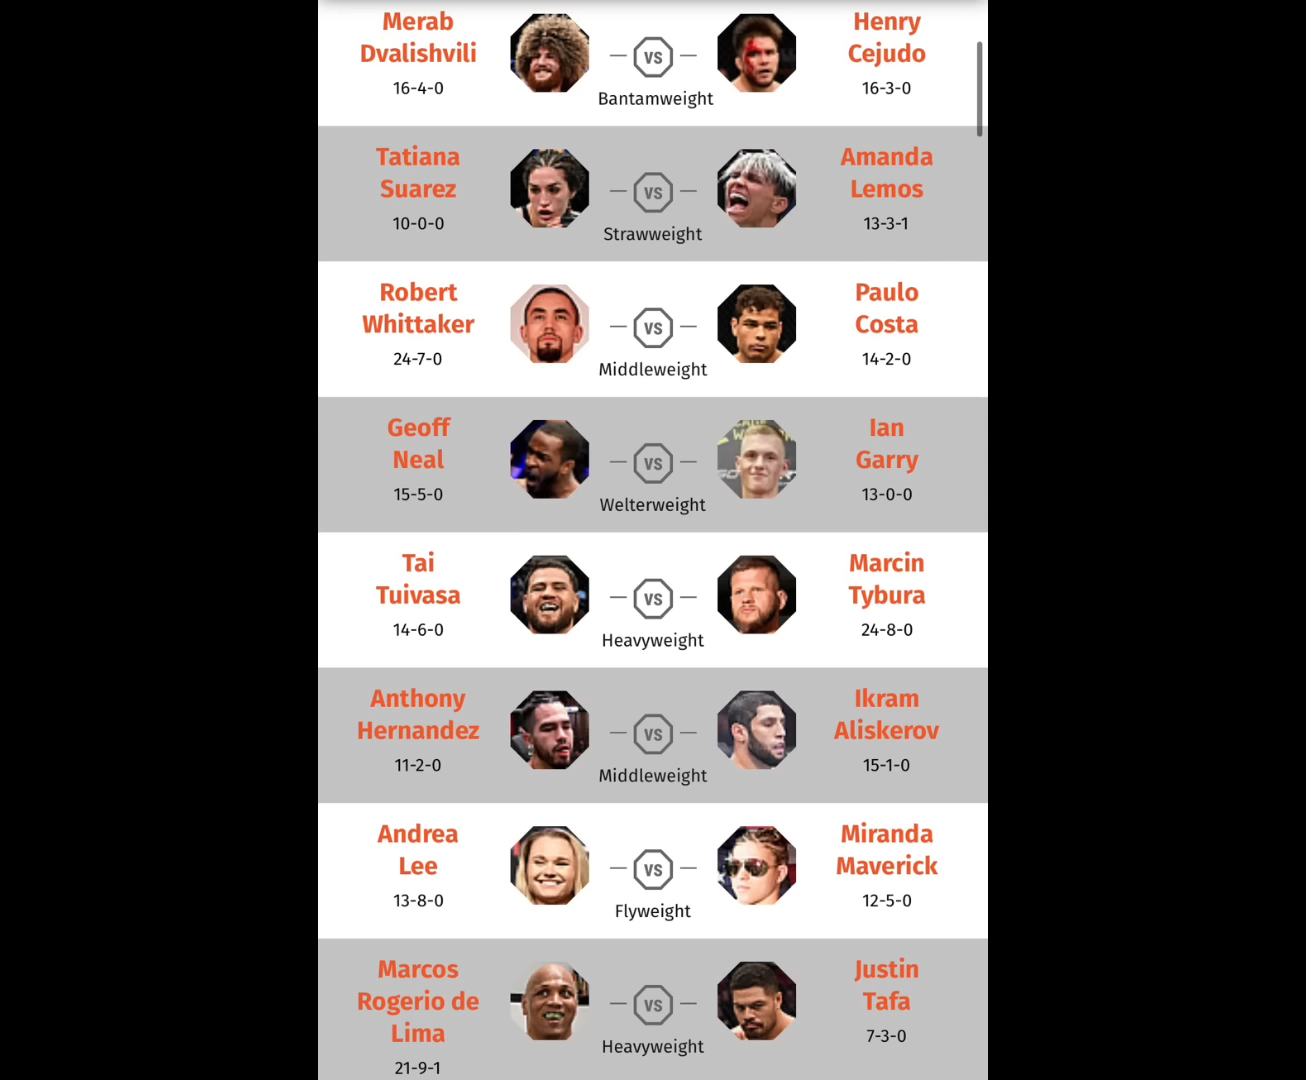 Merab
Dvalishvili
16-4-0
VS
Bantamweight
Henry
Cejudo
16-3-0
Tatiana
Suarez
10-0-0
VS
Strawweight
Amanda
Lemos
13-3-1
Robert
Whittaker
24-7-0
VS
Middleweight
Paulo
Costa
14-2-0
Geoff
Neal
15-5-0
VS
Welterweight
Ian
Garry
13-0-0
Tai
Tuivasa
14-6-0
VS
Heavyweight
Marcin
Tybura
24-8-0
Anthony
Hernandez
11-2-0
VS
Middleweight
Ikram
Aliskerov
15-1-0
Andrea
Lee
13-8-0
VS
Flyweight
Miranda
Maverick
12-5-0
Marcos
Rogerio de
Lima
21-9-1
VS
Heavyweight
Justin
Tafa
7-3-0